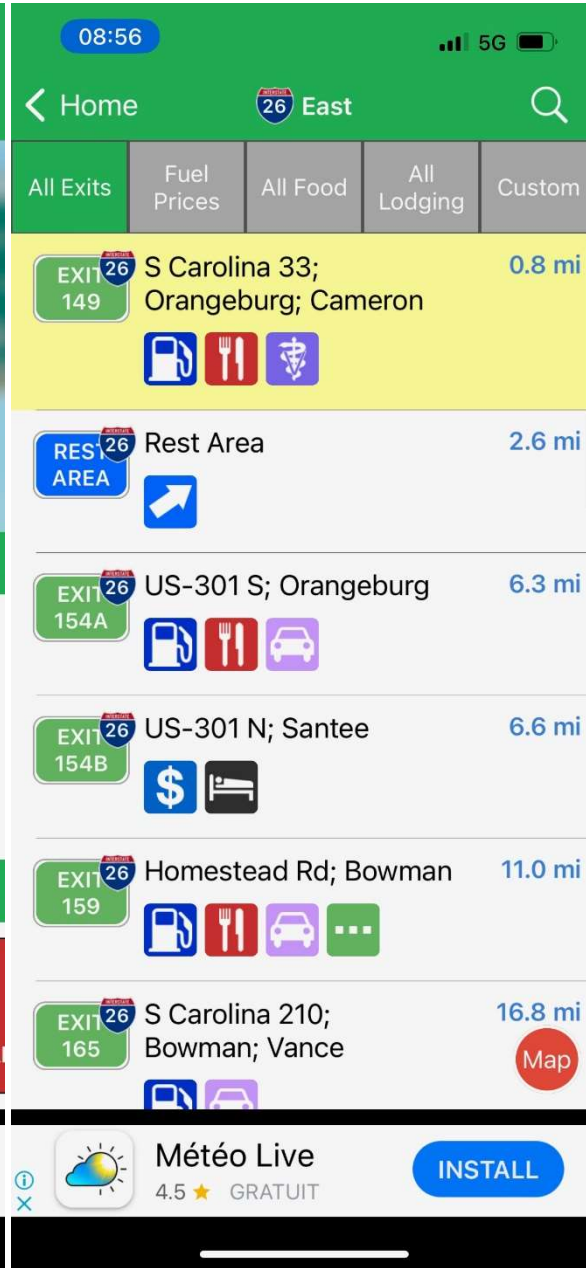 08:56
5G
Home
26 East
All Exits
Fuel
Prices
All Food
All
Lodging
Custom
EXIT 26
149
S Carolina 33;
Orangeburg; Cameron
0.8 mi
REST 26
AREA
Rest Area
2.6 mi
EXIT 26
154A
US-301 S; Orangeburg
6.3 mi
EXIT 26
154B
US-301 N; Santee
6.6 mi
$
EXIT 26
159
Homestead Rd; Bowman
11.0 mi
EXIT 26
165
S Carolina 210;
Bowman; Vance
16.8 mi
Map
Météo Live
4.5 ★ GRATUIT
INSTALL